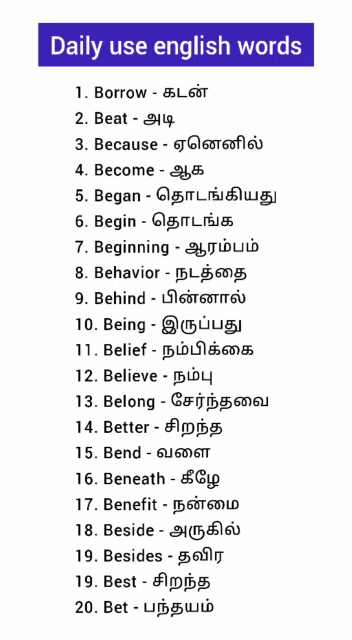 Daily use english words
1. Borrow - கடன்
2. Beat - அடி
3. Because - ஏனெனில்
4. Become - ஆக
5. Began - தொடங்கியது
6. Begin - தொடங்க
7. Beginning - ஆரம்பம்
8. Behavior - நடத்தை
9. Behind - பின்னால்
10. Being - இருப்பது
11. Belief - நம்பிக்கை
12. Believe - நம்பு
13. Belong - சேர்ந்தவை
14. Better - சிறந்த
15. Bend - வளை
16. Beneath - கீழே
17. Benefit - நன்மை
18. Beside - அருகில்
19. Besides - தவிர
19. Best - சிறந்த
20. Bet - பந்தயம்